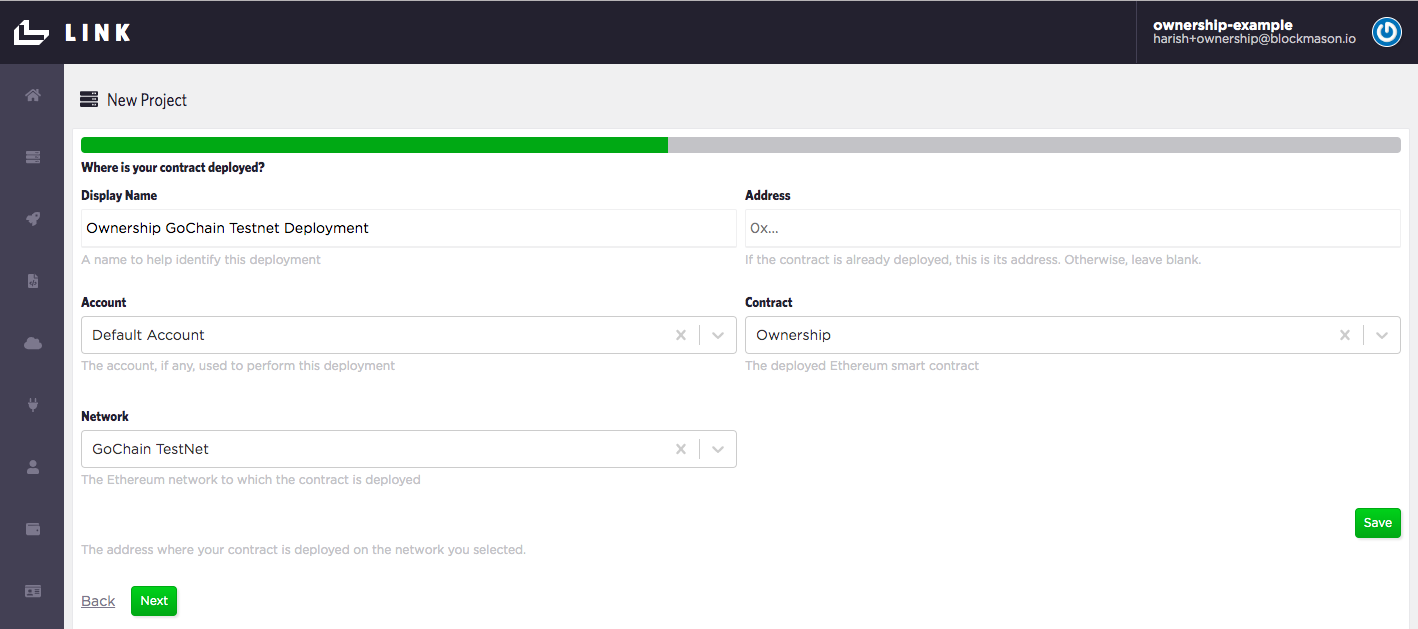 LINK
ownership-example
harish+ownership@blockmason.io
New Project
Where is your contract deployed?
Display Name
Address
Ownership GoChain Testnet Deployment
0x...
A name to help identify this deployment
If the contract is already deployed, this is its address. Otherwise, leave blank.
Account
Contract
Default Account
Ownership
The account, if any, used to perform this deployment
The deployed Ethereum smart contract
Network
GoChain TestNet
The Ethereum network to which the contract is deployed
Save
The address where your contract is deployed on the network you selected.
Back
Next